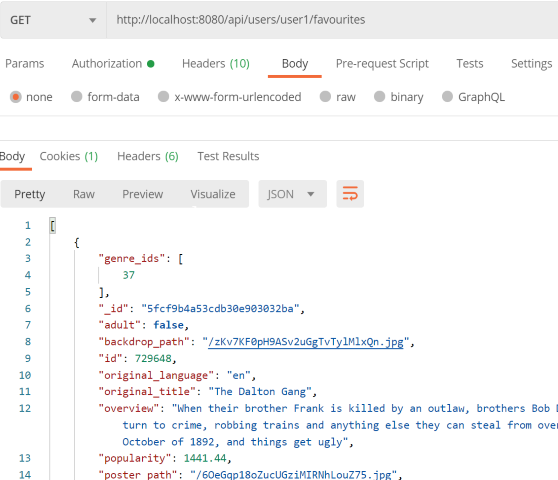 GET http://localhost:8080/api/users/user1/favourites
Params Authorization Headers (10) Body Pre-request Script Tests Settings
none form-data x-www-form-urlencoded raw binary GraphQL
Body Cookies (1) Headers (6) Test Results
Pretty Raw Preview Visualize JSON
1 [
2 {
3 "genre_ids": [
4 37
5 ],
6 "_id": "5fcf9b4a53cdb30e903032ba",
7 "adult": false,
8 "backdrop_path": "/zKv7KF0pH9ASv2uGgTvTylMlxQn.jpg",
9 "id": 729648,
10 "original_language": "en",
11 "original_title": "The Dalton Gang",
12 "overview": "When their brother Frank is killed by an outlaw, brothers Bob
turn to crime, robbing trains and anything else they can steal from
October of 1892, and things get ugly",
13 "popularity": 1441.44,
14 "poster_path": "/6OeGqp18oZucUGziMIRNhLouZ75.jpg",